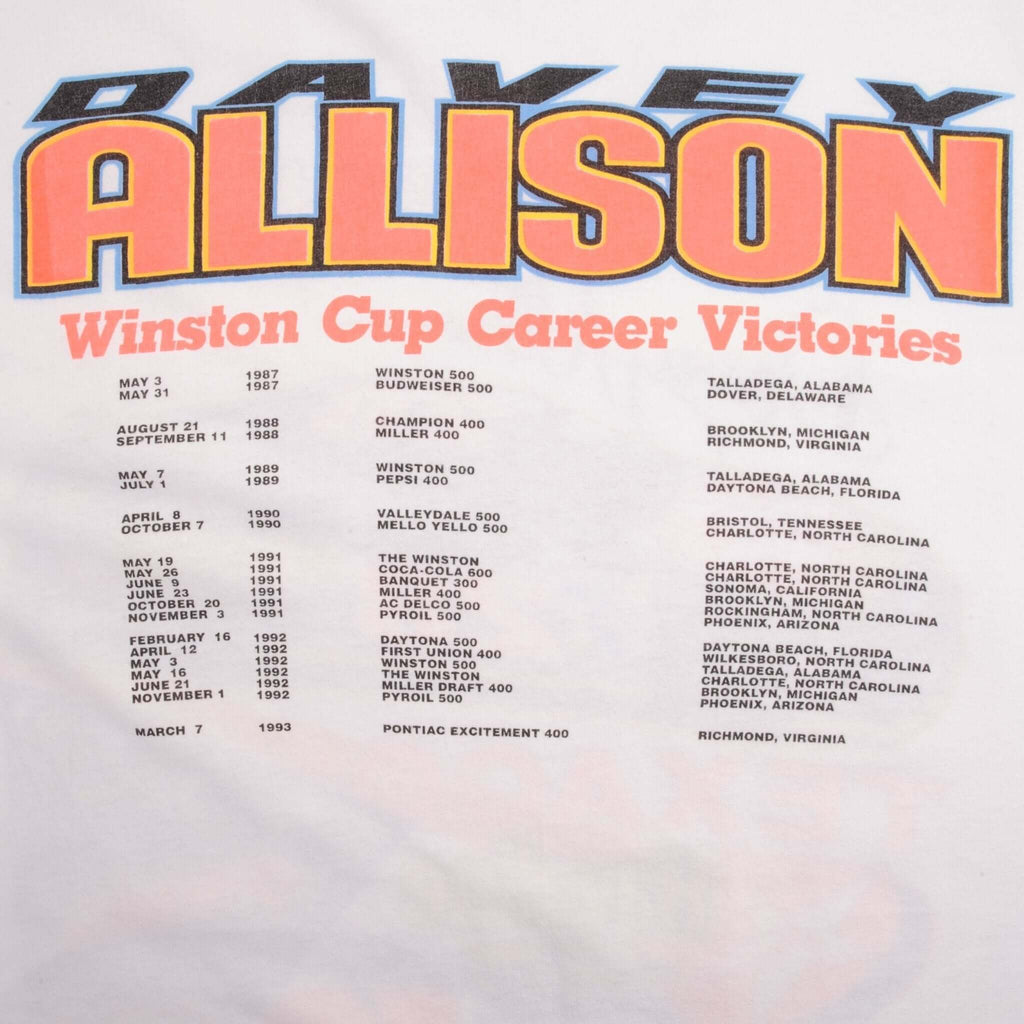 DAVEY
ALLISON
Winston Cup Career Victories
MAY 3 1987 WINSTON 500 TALLADEGA, ALABAMA
MAY 31 1987 BUDWEISER 500 DOVER, DELAWARE
AUGUST 21 1988 CHAMPION 400 BROOKLYN, MICHIGAN
SEPTEMBER 11 1988 MILLER 400 RICHMOND, VIRGINIA
MAY 7 1989 WINSTON 500 TALLADEGA, ALABAMA
JULY 1 1989 PEPSI 400 DAYTONA BEACH, FLORIDA
APRIL 8 1990 VALLEYDALE 500 BRISTOL, TENNESSEE
OCTOBER 7 1990 MELLO YELLO 500 CHARLOTTE, NORTH CAROLINA
MAY 19 1991 THE WINSTON CHARLOTTE, NORTH CAROLINA
MAY 26 1991 COCA-COLA 600 CHARLOTTE, NORTH CAROLINA
JUNE 9 1991 BANQUET 300 SONOMA, CALIFORNIA
JUNE 23 1991 MILLER 400 BROOKLYN, MICHIGAN
OCTOBER 20 1991 AC DELCO 500 ROCKINGHAM, NORTH CAROLINA
NOVEMBER 3 1991 PYROIL 500 PHOENIX, ARIZONA
FEBRUARY 16 1992 DAYTONA 500 DAYTONA BEACH, FLORIDA
APRIL 12 1992 FIRST UNION 400 WILKESBORO, NORTH CAROLINA
MAY 3 1992 WINSTON 500 TALLADEGA, ALABAMA
MAY 16 1992 THE WINSTON CHARLOTTE, NORTH CAROLINA
JUNE 21 1992 MILLER DRAFT 400 BROOKLYN, MICHIGAN
NOVEMBER 1 1992 PYROIL 500 PHOENIX, ARIZONA
MARCH 7 1993 PONTIAC EXCITEMENT 400 RICHMOND, VIRGINIA